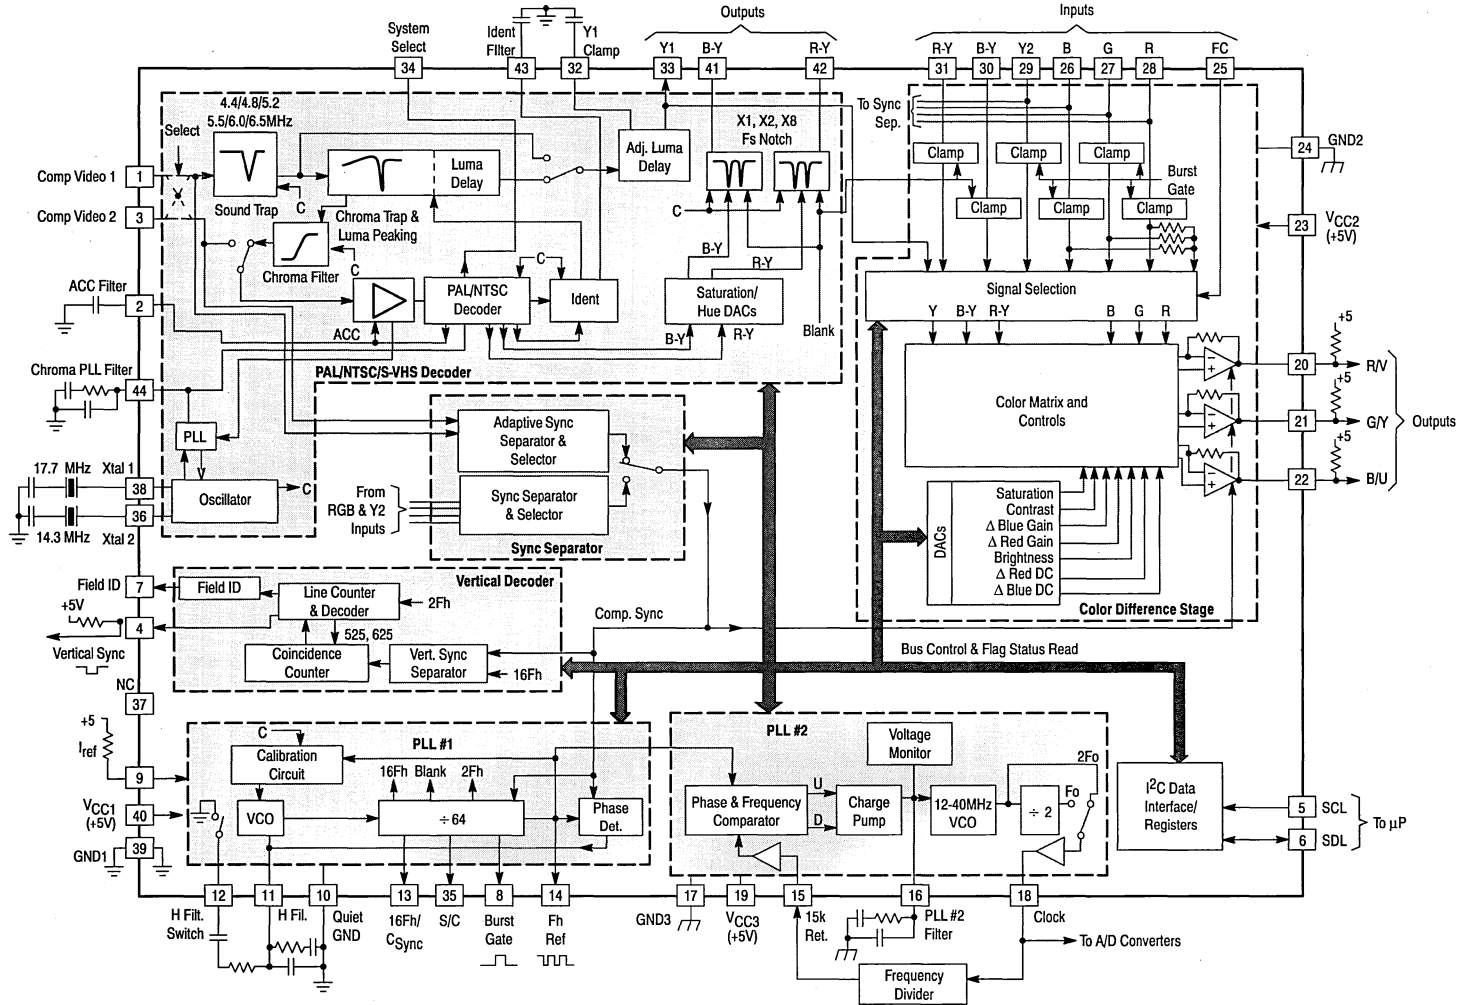 Outputs
Inputs
System
Select
Ident
FIlter
Y1
Clamp
Y1 B-Y R-Y
R-Y B-Y Y2 B G R FC
34 43 32 33 41 42 31 30 29 26 27 28 25
4.4/4.8/5.2
5.5/6.0/6.5MHz
Select
To Sync
Sep.
X1, X2, X8
Fs Notch
Adj. Luma
Delay
Luma
Delay
Clamp Clamp Clamp
Burst
Gate
Clamp Clamp Clamp
24 GND2
23 VCC2
(+5V)
Comp Video 1 1
Comp Video 2 3
Sound Trap
C
Chroma Trap &
Luma Peaking
C
Chroma Filter
C
ACC Filter 2
ACC
PAL/NTSC
Decoder
C
Ident
B-Y
R-Y
Saturation/
Hue DACs
B-Y
R-Y
Blank
Signal Selection
Y B-Y R-Y B G R
Color Matrix and
Controls
+5
20 R/V
+5
21 G/Y
+5
22 B/U
Outputs
Chroma PLL Filter
44
PAL/NTSC/S-VHS Decoder
PLL
17.7 MHz Xtal 1
38
Oscillator
C
36
14.3 MHz Xtal 2
Adaptive Sync
Separator &
Selector
From
RGB & Y2
Inputs
Sync Separator
& Selector
Sync Separator
DACs
Saturation
Contrast
Δ Blue Gain
Δ Red Gain
Brightness
Δ Red DC
Δ Blue DC
Color Difference Stage
Vertical Decoder
Field ID 7
Field ID
Line Counter
& Decoder
2Fh
+5V
4
Vertical Sync
525, 625
Coincidence
Counter
Vert. Sync
Separator
16Fh
Comp. Sync
Bus Control & Flag Status Read
NC
37
+5
Iref
9
VCC1
(+5V)
40
GND1
39
PLL #1
C
Calibration
Circuit
16Fh Blank 2Fh
VCO
÷ 64
Phase
Det.
PLL #2
Voltage
Monitor
2Fo
Phase & Frequency
Comparator
U
D
Charge
Pump
12-40MHz
VCO
÷ 2
Fo
I2C Data
Interface/
Registers
5 SCL
6 SDL
To µP
12 11 10 13 35 8 14 17 19 15 16 18
H Filt.
Switch
H Fil.
Quiet
GND
16Fh/
CSync
S/C
Burst
Gate
Fh
Ref
GND3
VCC3
(+5V)
15k
Ret.
PLL #2
Filter
Clock
To A/D Converters
Frequency
Divider